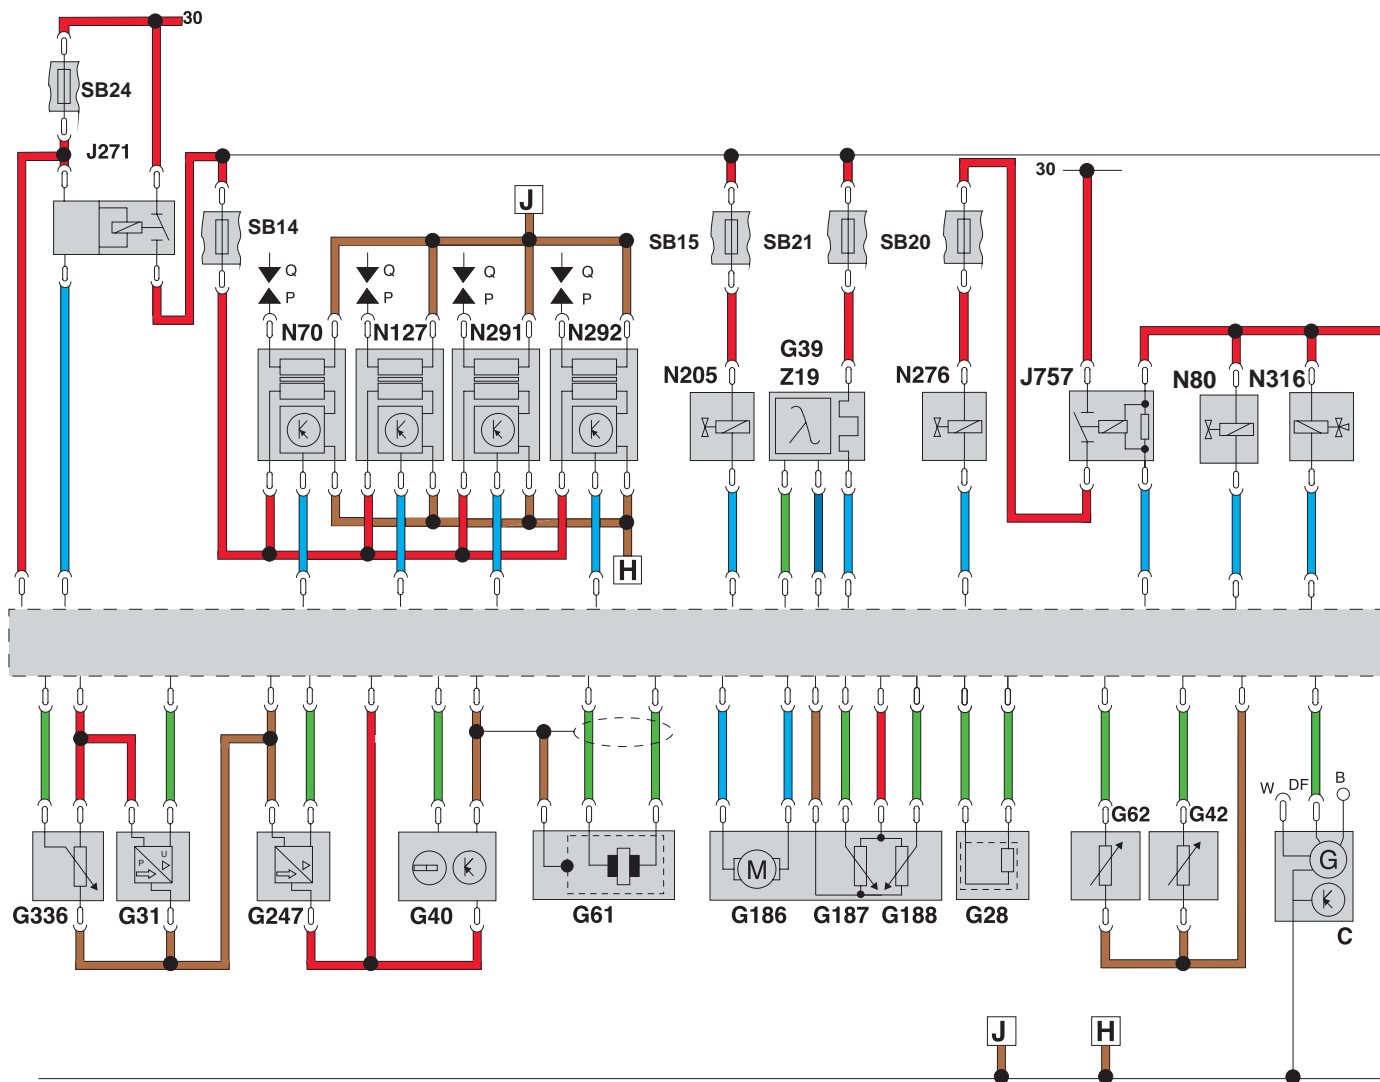 30
SB24
J271
30
J
SB14
SB15
SB21
SB20
Q
Q
Q
Q
P
P
P
P
N70
N127
N291
N292
G39
Z19
N205
N276
J757
N80
N316
H
W
DF
B
P
U
M
G62
G42
G
G336
G31
G247
G40
G61
G186
G187
G188
G28
C
J
H